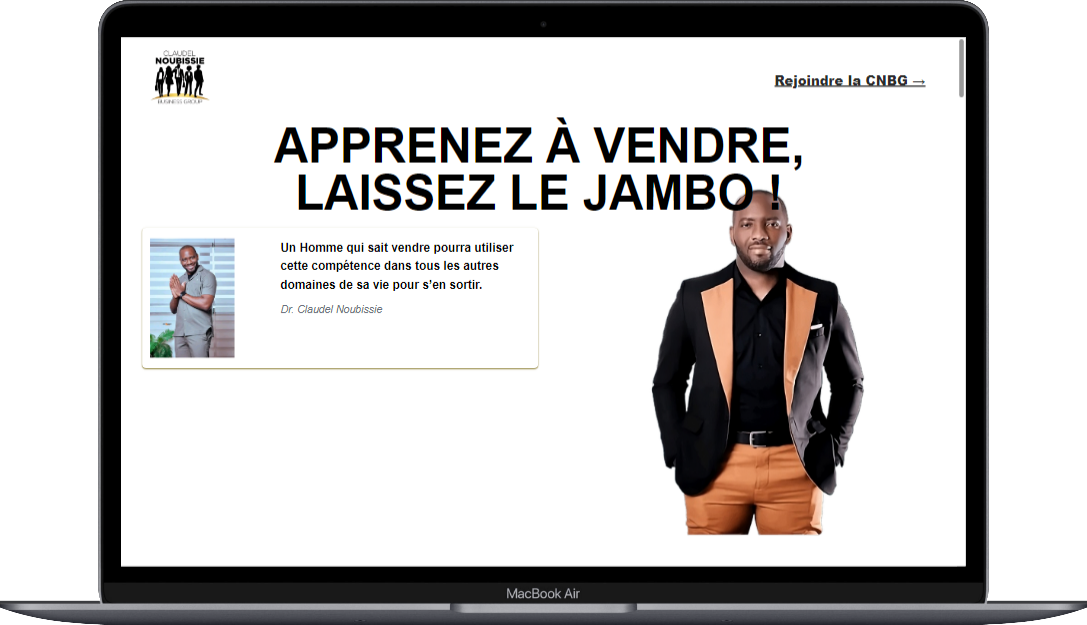 CLAUDEL
NOUBISSIE
BUSINESS GROUP
Rejoindre la CNBG →
APPRENEZ À VENDRE,
LAISSEZ LE JAMBO !
Un Homme qui sait vendre pourra utiliser
cette compétence dans tous les autres
domaines de sa vie pour s’en sortir.
Dr. Claudel Noubissie
MacBook Air